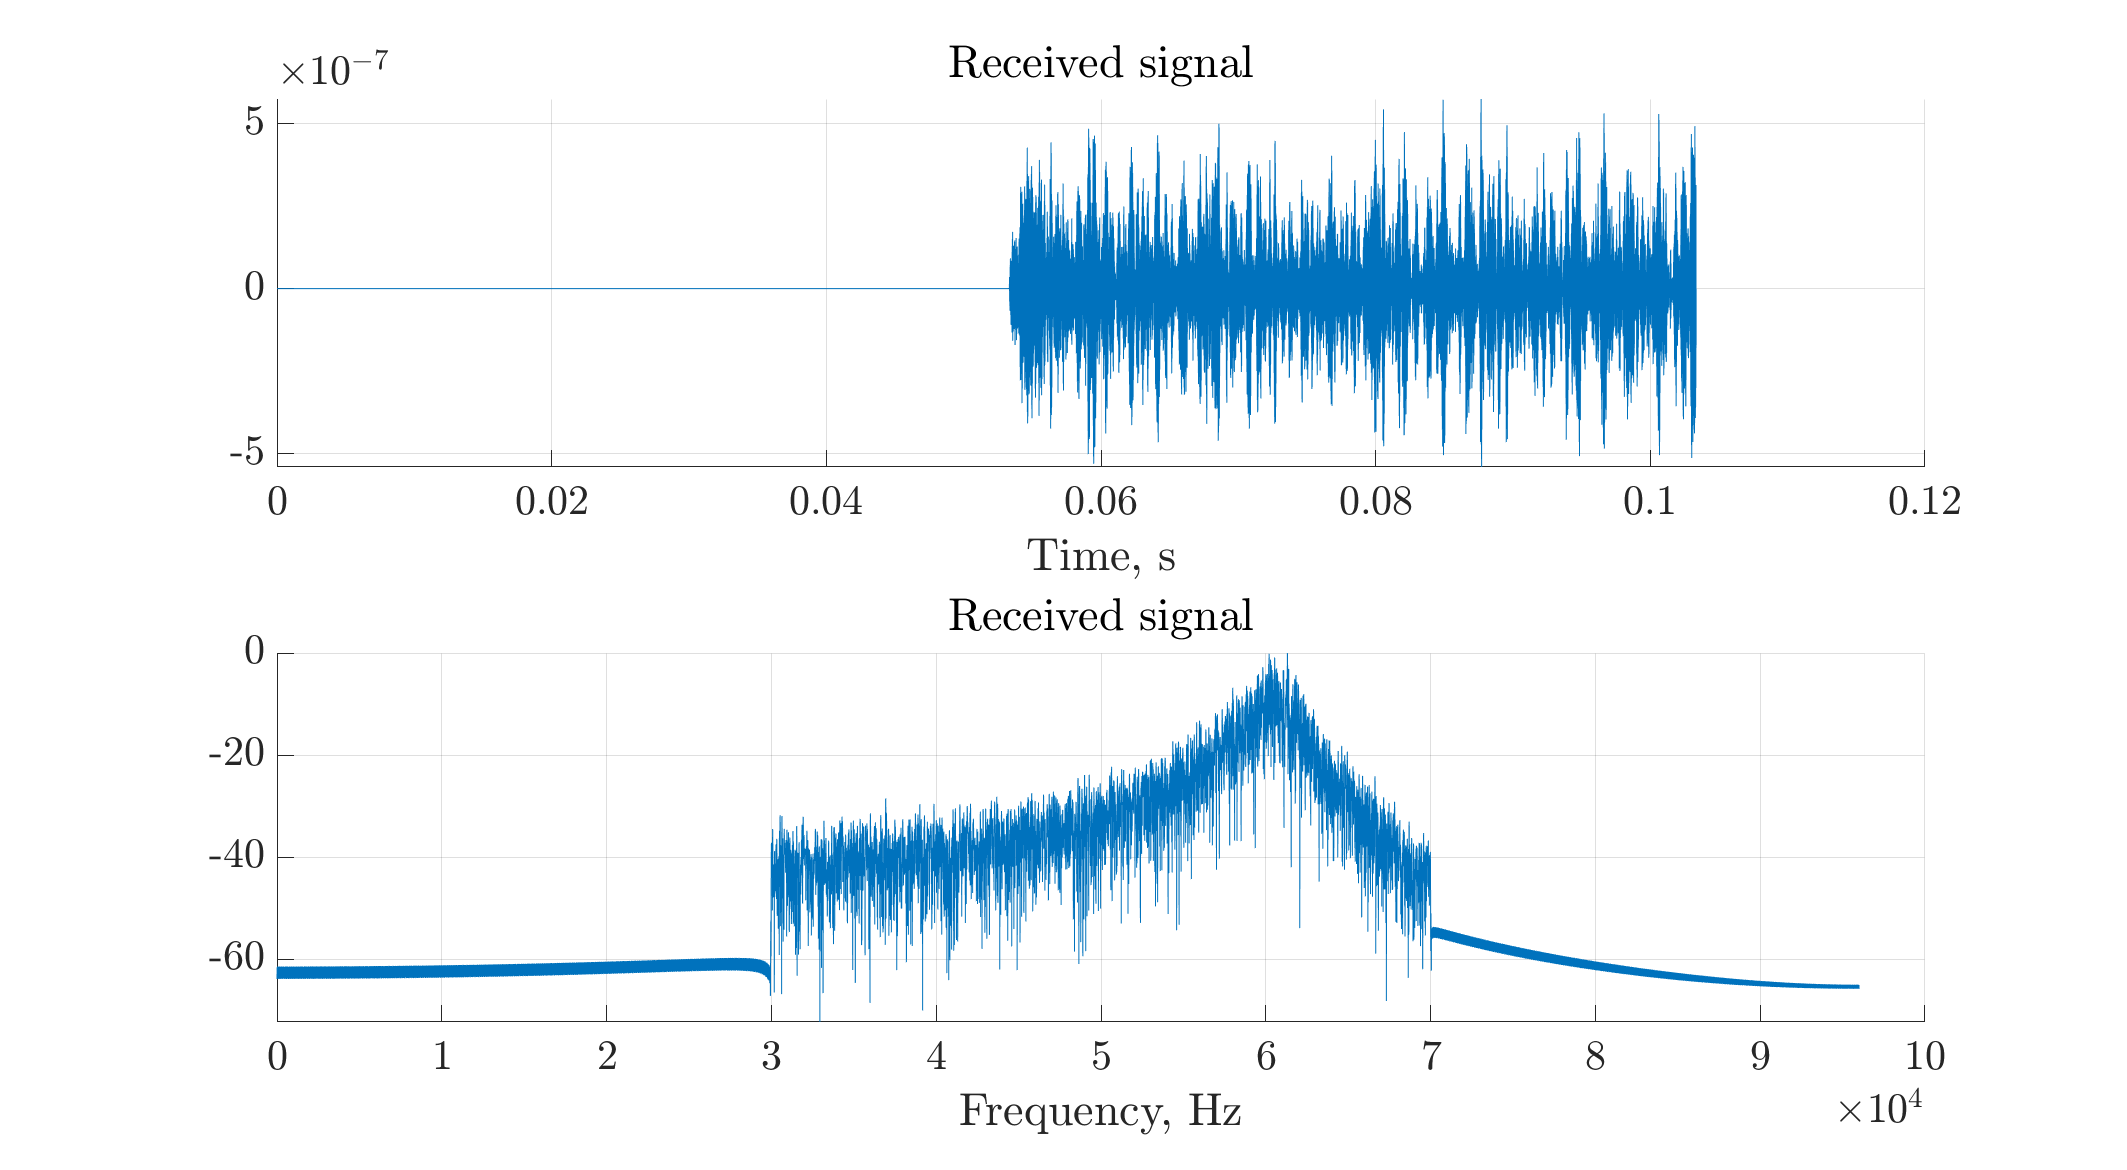 Received signal
×10⁻⁷
5
0
-5
0 0.02 0.04 0.06 0.08 0.1 0.12
Time, s
Received signal
0
-20
-40
-60
0 1 2 3 4 5 6 7 8 9 10
Frequency, Hz
×10⁴